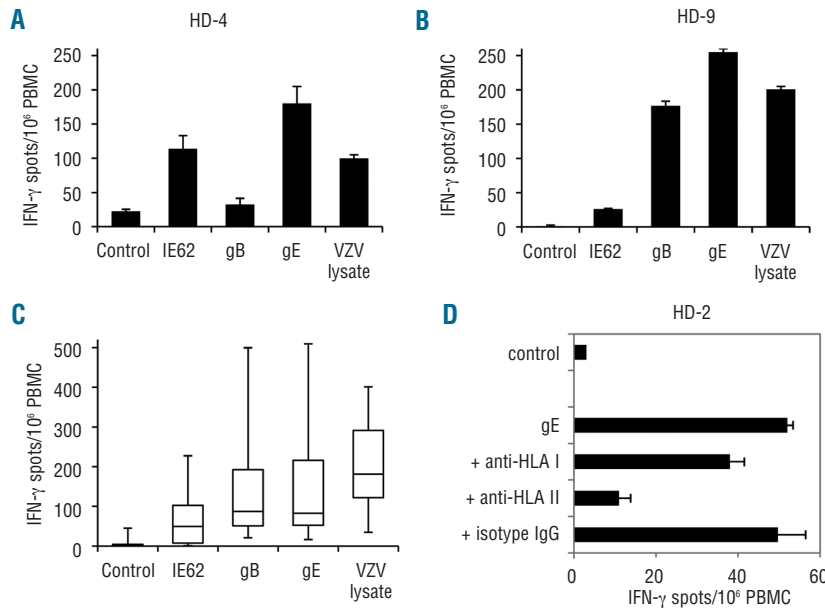 A
HD-4
IFN-γ spots/10⁶ PBMC
250
200
150
100
50
0
Control
IE62
gB
gE
VZV
lysate
B
HD-9
IFN-γ spots/10⁶ PBMC
250
200
150
100
50
0
Control
IE62
gB
gE
VZV
lysate
C
IFN-γ spots/10⁶ PBMC
500
400
300
200
100
0
Control
IE62
gB
gE
VZV
lysate
D
HD-2
control
gE
+ anti-HLA I
+ anti-HLA II
+ isotype IgG
0 20 40 60
IFN-γ spots/10⁶ PBMC